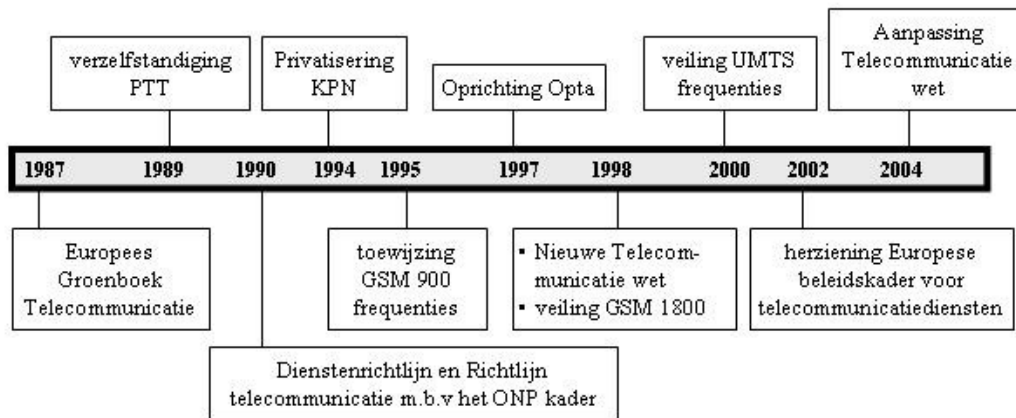 verzelfstandiging
PTT
Privatisering
KPN
Oprichting Opta
veiling UMTS
frequenties
Aanpassing
Telecommunicatie
wet
1987 1989 1990 1994 1995 1997 1998 2000 2002 2004
Europees
Groenboek
Telecommunicatie
toewijzing
GSM 900
frequenties
▪ Nieuwe Telecom-
municatie wet
▪ veiling GSM 1800
herziening Europese
beleidskader voor
telecommunicatiediensten
Dienstenrichtlijn en Richtlijn
telecommunicatie m.b.v het ONP kader